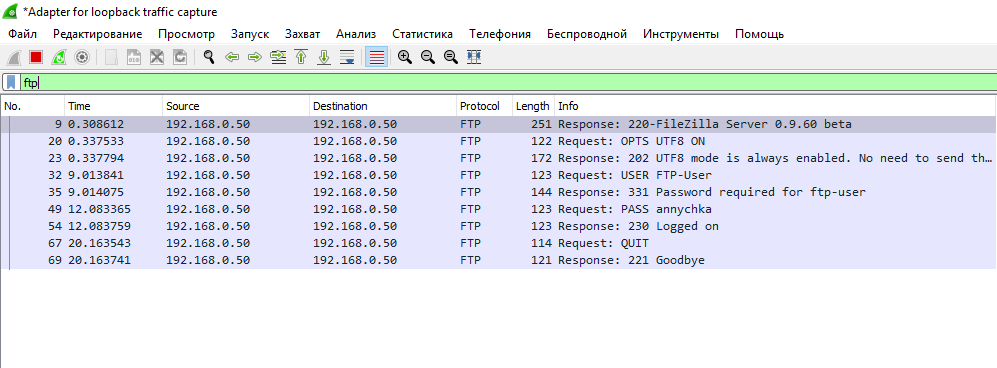 *Adapter for loopback traffic capture
Файл Редактирование Просмотр Запуск Захват Анализ Статистика Телефония Беспроводной Инструменты Помощь
ftp
No. Time Source Destination Protocol Length Info
9 0.308612 192.168.0.50 192.168.0.50 FTP 251 Response: 220-FileZilla Server 0.9.60 beta
20 0.337533 192.168.0.50 192.168.0.50 FTP 122 Request: OPTS UTF8 ON
23 0.337794 192.168.0.50 192.168.0.50 FTP 172 Response: 202 UTF8 mode is always enabled. No need to send th…
32 9.013841 192.168.0.50 192.168.0.50 FTP 123 Request: USER FTP-User
35 9.014075 192.168.0.50 192.168.0.50 FTP 144 Response: 331 Password required for ftp-user
49 12.083365 192.168.0.50 192.168.0.50 FTP 123 Request: PASS annychka
54 12.083759 192.168.0.50 192.168.0.50 FTP 123 Response: 230 Logged on
67 20.163543 192.168.0.50 192.168.0.50 FTP 114 Request: QUIT
69 20.163741 192.168.0.50 192.168.0.50 FTP 121 Response: 221 Goodbye